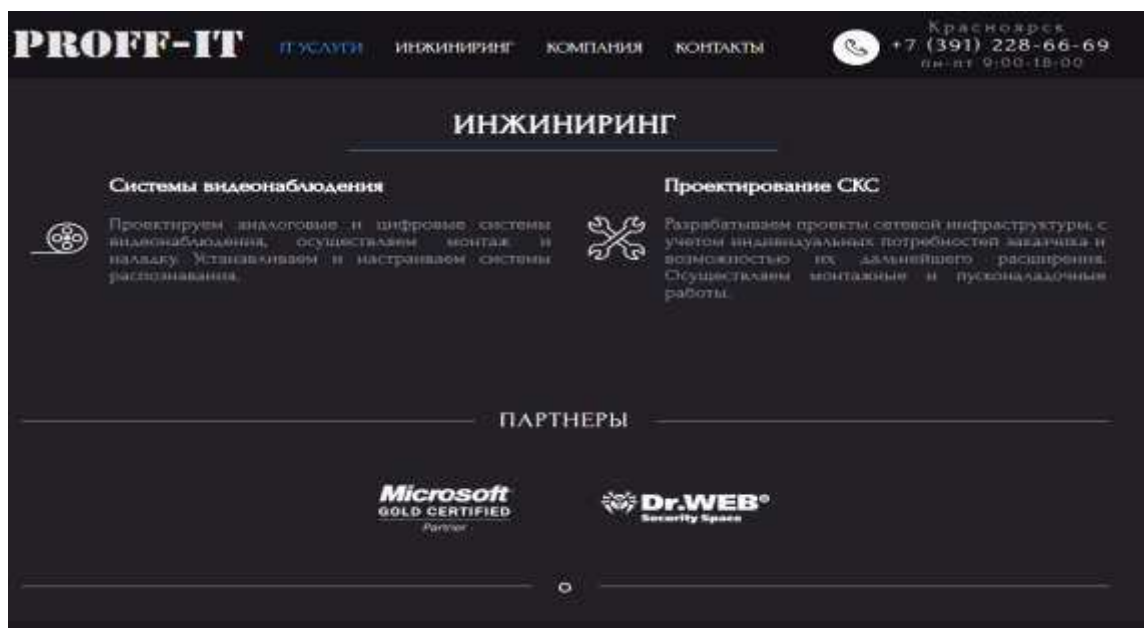 PROFF-IT
IT УСЛУГИ ИНЖИНИРИНГ КОМПАНИЯ КОНТАКТЫ
Красноярск
+7 (391) 228-66-69
пн-пт 9:00-18:00
ИНЖИНИРИНГ
Системы видеонаблюдения
Проектируем аналоговые и цифровые системы
видеонаблюдения, осуществляем монтаж и
наладку. Устанавливаем и настраиваем системы
распознавания.
Проектирование СКС
Разрабатываем проекты сетевой инфраструктуры, с
учетом индивидуальных потребностей заказчика и
возможностью их дальнейшего расширения.
Осуществляем монтажные и пусконаладочные
работы.
ПАРТНЕРЫ
Microsoft
GOLD CERTIFIED
Partner
Dr.WEB®
Security Space